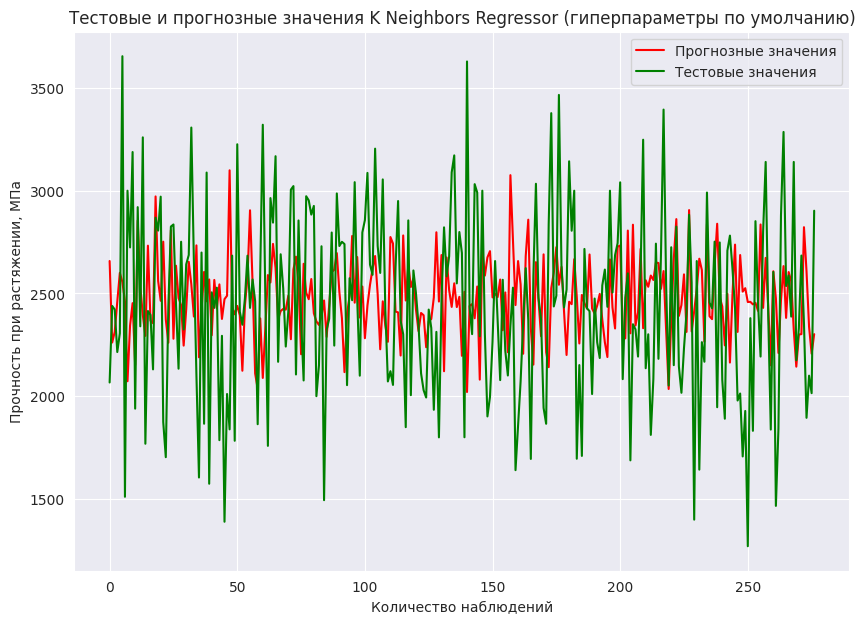 Тестовые и прогнозные значения K Neighbors Regressor (гиперпараметры по умолчанию)
Прогнозные значения
Тестовые значения
Прочность при растяжении, МПа
3500
3000
2500
2000
1500
0
50
100
150
200
250
Количество наблюдений